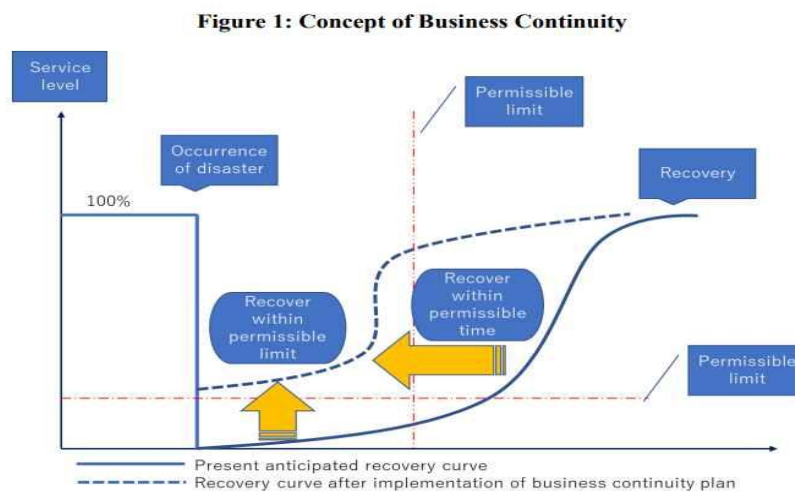 Figure 1: Concept of Business Continuity
Service
level
Permissible
limit
Occurrence
of disaster
Recovery
100%
Recover
within
permissible
limit
Recover
within
permissible
time
Permissible
limit
Present anticipated recovery curve
Recovery curve after implementation of business continuity plan